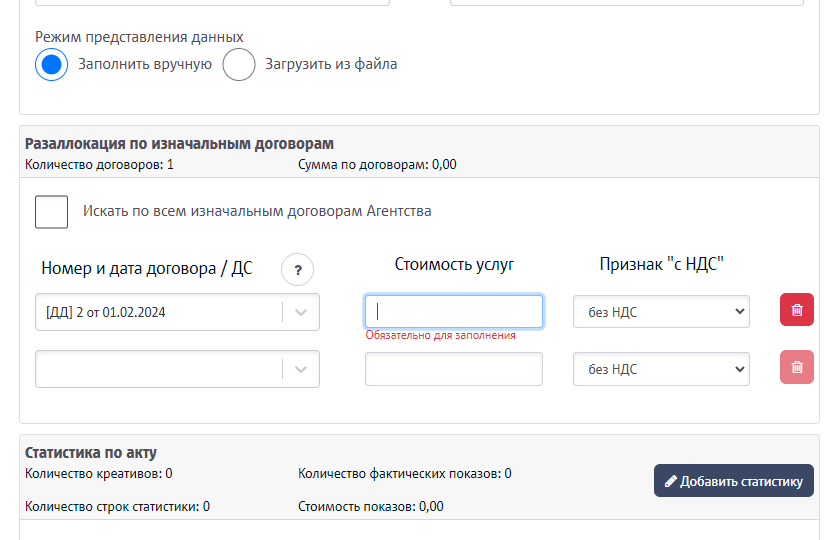 Режим представления данных
Заполнить вручную Загрузить из файла
Разаллокация по изначальным договорам
Количество договоров: 1 Сумма по договорам: 0,00
Искать по всем изначальным договорам Агентства
Номер и дата договора / ДС ? Стоимость услуг Признак "с НДС"
[ДД] 2 от 01.02.2024 без НДС
Обязательно для заполнения
без НДС
Статистика по акту
Количество креативов: 0 Количество фактических показов: 0
Добавить статистику
Количество строк статистики: 0 Стоимость показов: 0,00